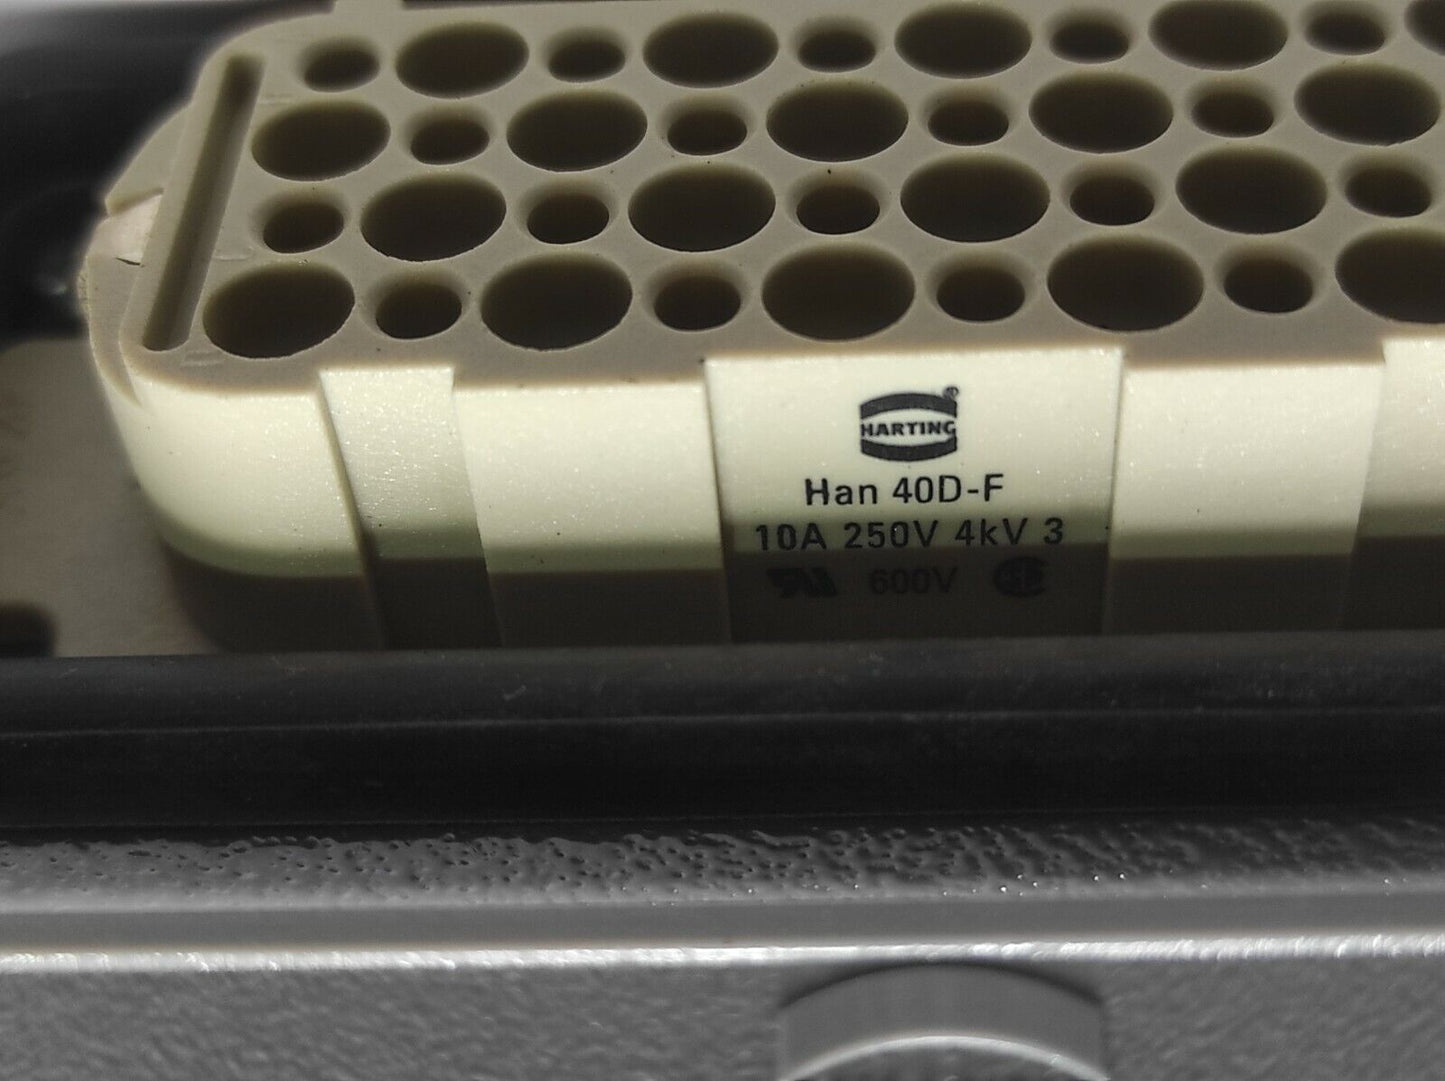 HARTING®
Han 40D-F
10A 250V 4kV 3
600V